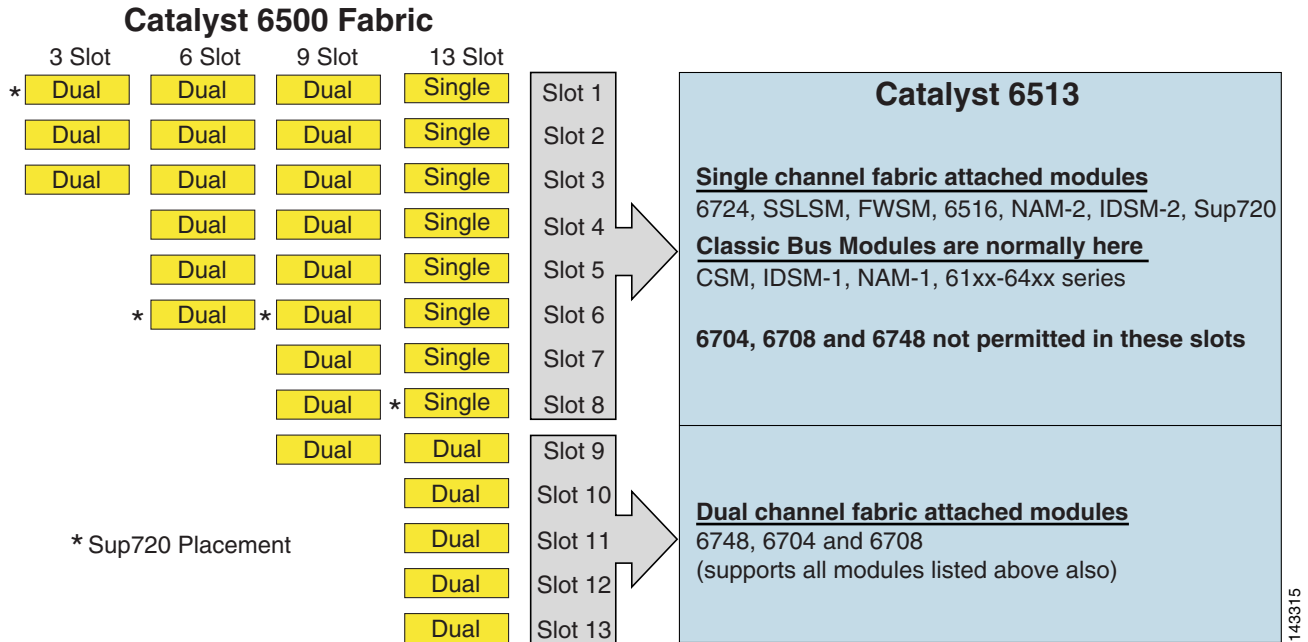 Catalyst 6500 Fabric
3 Slot 6 Slot 9 Slot 13 Slot
* Dual Dual Dual Single Slot 1
Dual Dual Dual Single Slot 2
Dual Dual Dual Single Slot 3
Dual Dual Single Slot 4
Dual Dual Single Slot 5
* Dual * Dual Single Slot 6
Dual Single Slot 7
Dual * Single Slot 8
Dual Dual Slot 9
Dual Slot 10
Dual Slot 11
Dual Slot 12
Dual Slot 13
* Sup720 Placement
Catalyst 6513
Single channel fabric attached modules
6724, SSLSM, FWSM, 6516, NAM-2, IDSM-2, Sup720
Classic Bus Modules are normally here
CSM, IDSM-1, NAM-1, 61xx-64xx series
6704, 6708 and 6748 not permitted in these slots
Dual channel fabric attached modules
6748, 6704 and 6708
(supports all modules listed above also)
143315